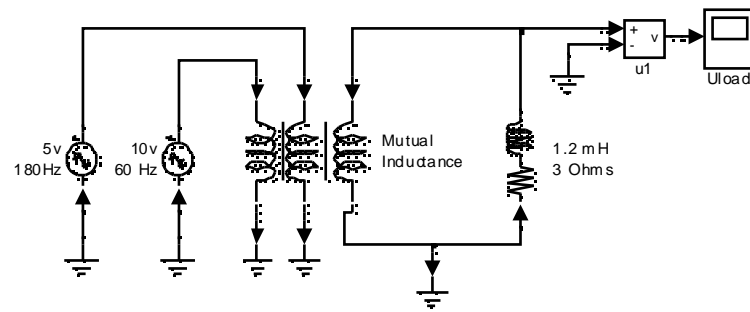 +
-
v
u1
Uload
5v
180Hz
10v
60 Hz
Mutual
Inductance
1.2 mH
3 Ohms